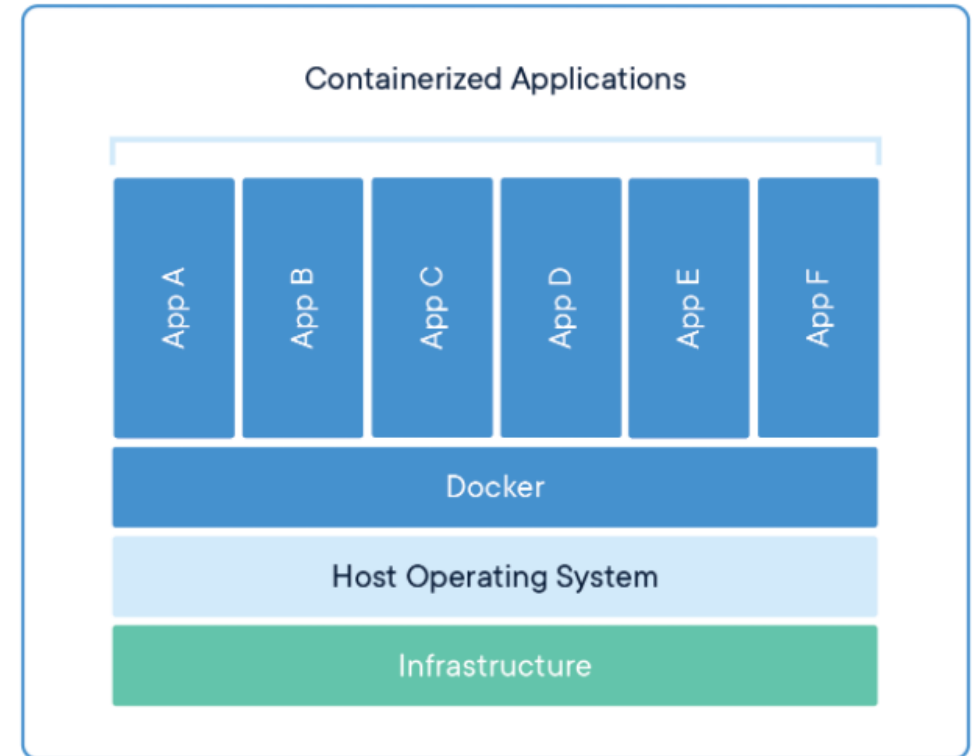 Containerized Applications
App A
App B
App C
App D
App E
App F
Docker
Host Operating System
Infrastructure